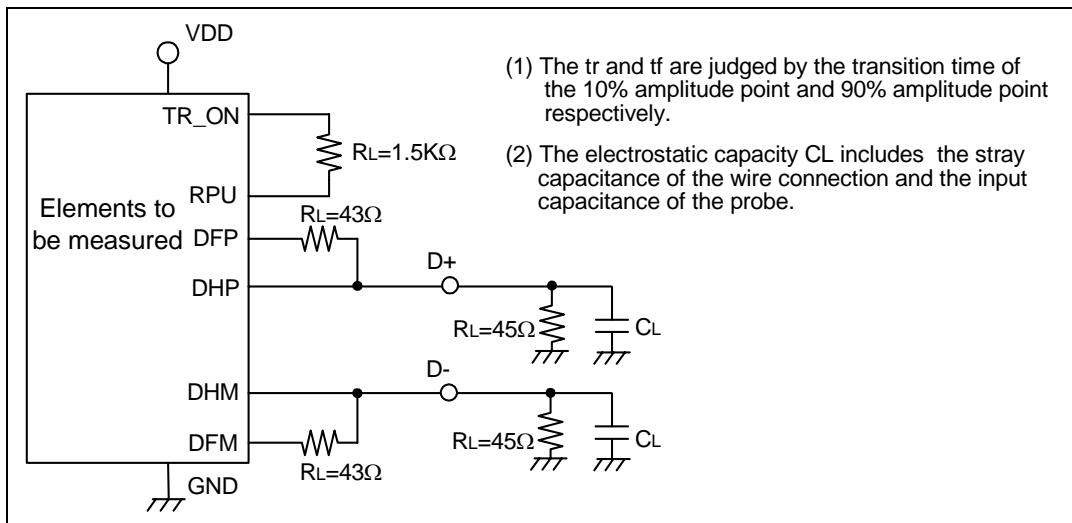 VDD
TR_ON
RL=1.5KΩ
RPU
Elements to
be measured
RL=43Ω
DFP
DHP
D+
RL=45Ω
CL
D-
DHM
RL=45Ω
CL
DFM
RL=43Ω
GND
(1) The tr and tf are judged by the transition time of
the 10% amplitude point and 90% amplitude point
respectively.
(2) The electrostatic capacity CL includes the stray
capacitance of the wire connection and the input
capacitance of the probe.